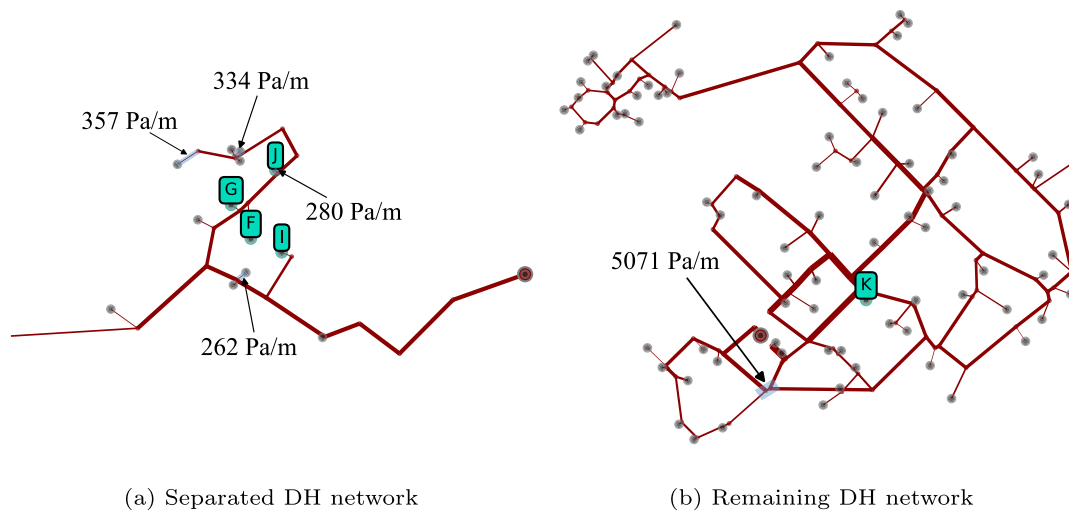 334 Pa/m
357 Pa/m
J
G
280 Pa/m
F
I
262 Pa/m
5071 Pa/m
K
(a) Separated DH network
(b) Remaining DH network